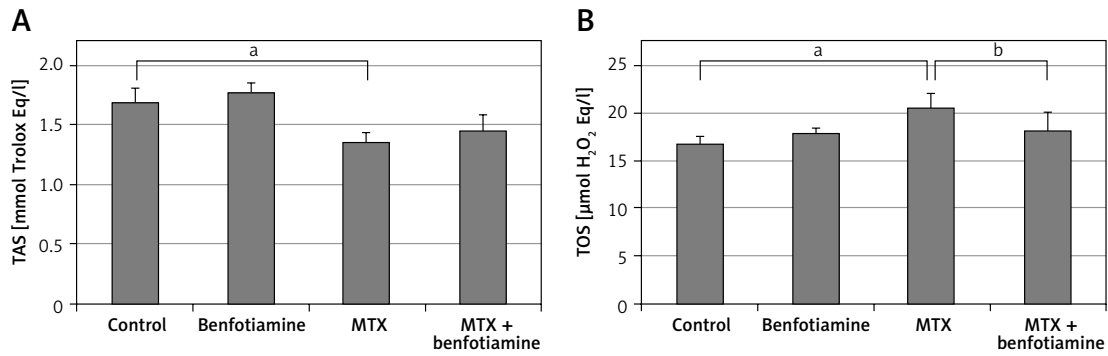 A
a
TAS [mmol Trolox Eq/l]
2.0
1.5
1.0
0.5
0
Control
Benfotiamine
MTX
MTX +
benfotiamine
B
a
b
TOS [µmol H₂O₂ Eq/l]
25
20
15
10
5
0
Control
Benfotiamine
MTX
MTX +
benfotiamine